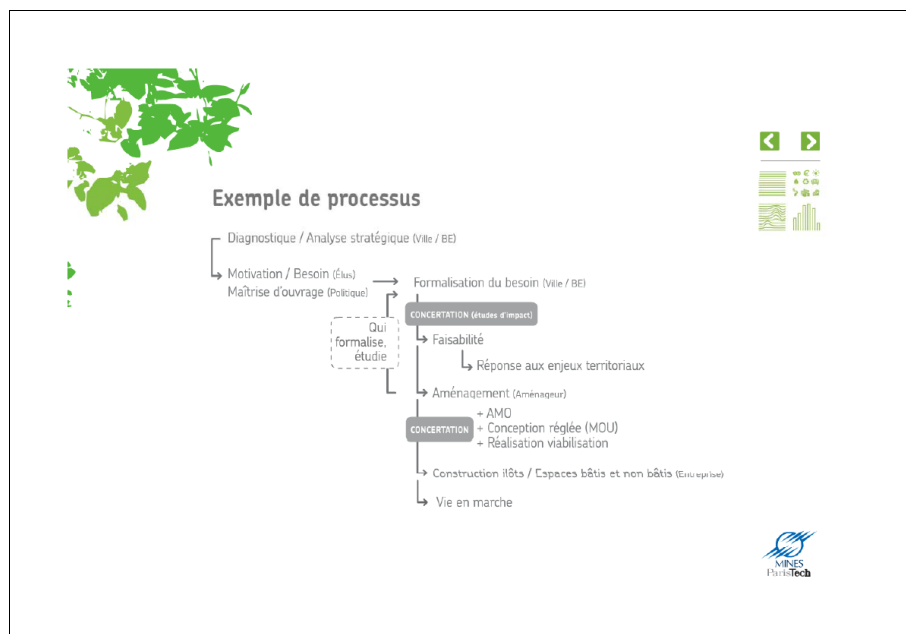 Exemple de processus
Diagnostique / Analyse stratégique (Ville / BE)
Motivation / Besoin (Élus)
Maîtrise d'ouvrage (Politique)
Formalisation du besoin (Ville / BE)
CONCERTATION (études d'impact)
Qui
formalise,
étudie
Faisabilité
Réponse aux enjeux territoriaux
Aménagement (Aménageur)
CONCERTATION
+ AMO
+ Conception réglée (MOU)
+ Réalisation viabilisation
Construction ilôts / Espaces bâtis et non bâtis (Entreprise)
Vie en marche
MINES
ParisTech